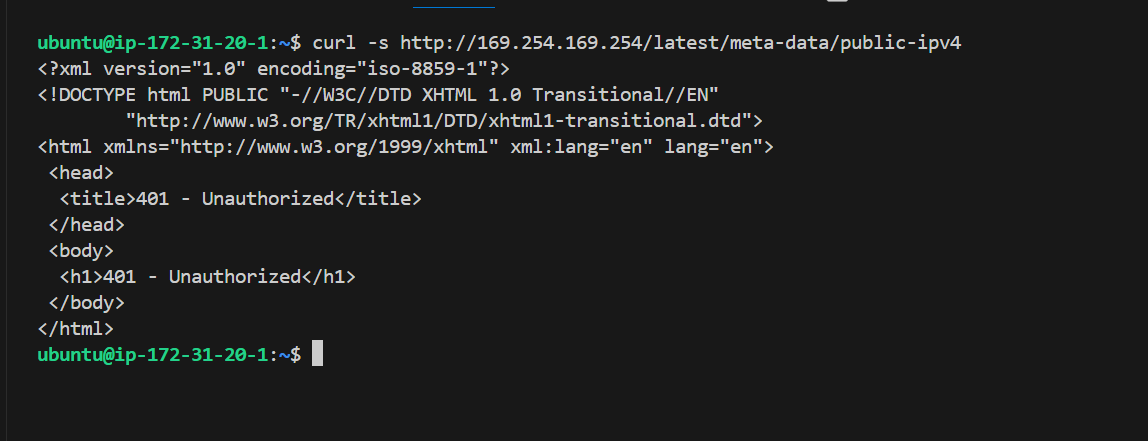 ubuntu@ip-172-31-20-1:~$ curl -s http://169.254.169.254/latest/meta-data/public-ipv4
<?xml version="1.0" encoding="iso-8859-1"?>
<!DOCTYPE html PUBLIC "-//W3C//DTD XHTML 1.0 Transitional//EN"
        "http://www.w3.org/TR/xhtml1/DTD/xhtml1-transitional.dtd">
<html xmlns="http://www.w3.org/1999/xhtml" xml:lang="en" lang="en">
 <head>
  <title>401 - Unauthorized</title>
 </head>
 <body>
  <h1>401 - Unauthorized</h1>
 </body>
</html>
ubuntu@ip-172-31-20-1:~$